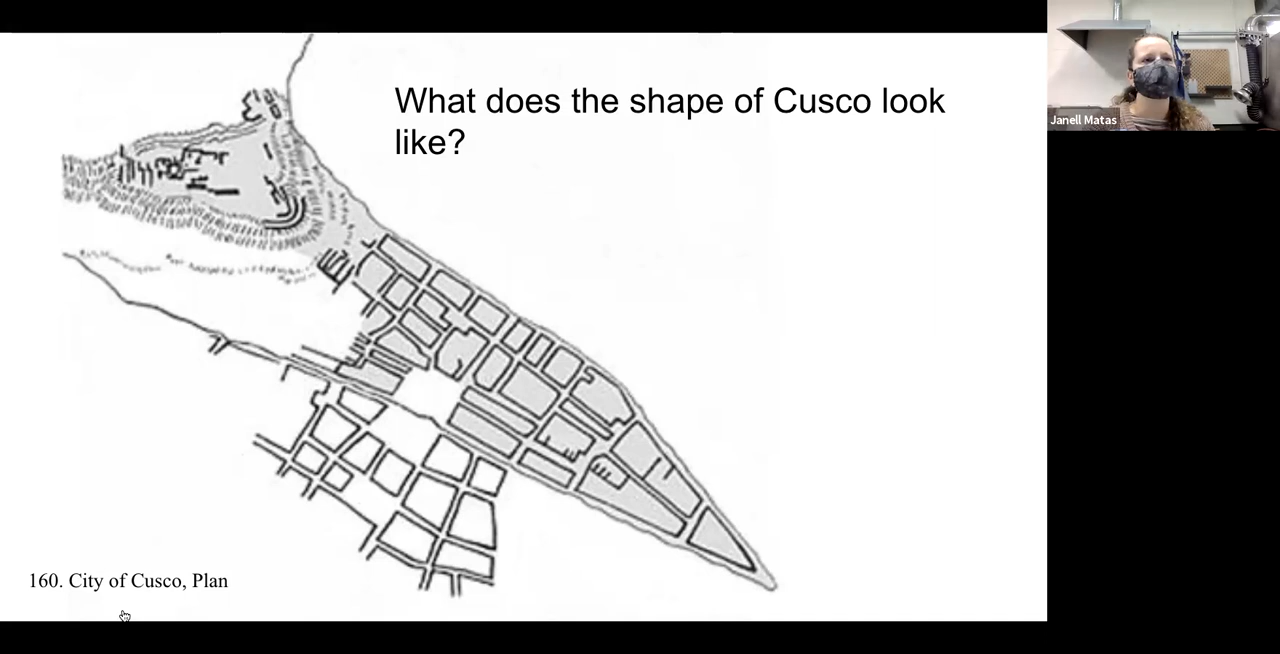 What does the shape of Cusco look
like?
Janell Matas
160. City of Cusco, Plan